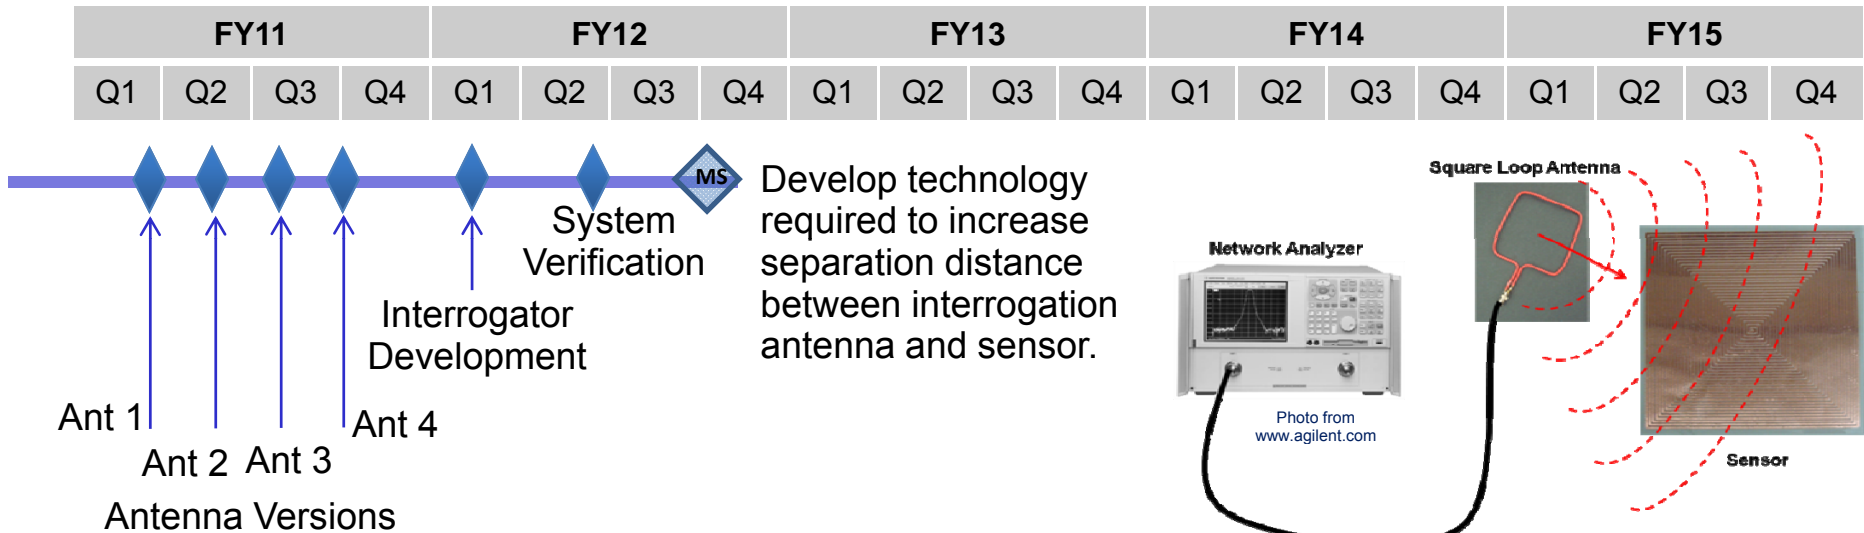 FY11 FY12 FY13 FY14 FY15
Q1 Q2 Q3 Q4 Q1 Q2 Q3 Q4 Q1 Q2 Q3 Q4 Q1 Q2 Q3 Q4 Q1 Q2 Q3 Q4
MS
System
Verification
Interrogator
Development
Ant 1
Ant 2
Ant 3
Ant 4
Antenna Versions
Develop technology
required to increase
separation distance
between interrogation
antenna and sensor.
Square Loop Antenna
Network Analyzer
Photo from
www.agilent.com
Sensor